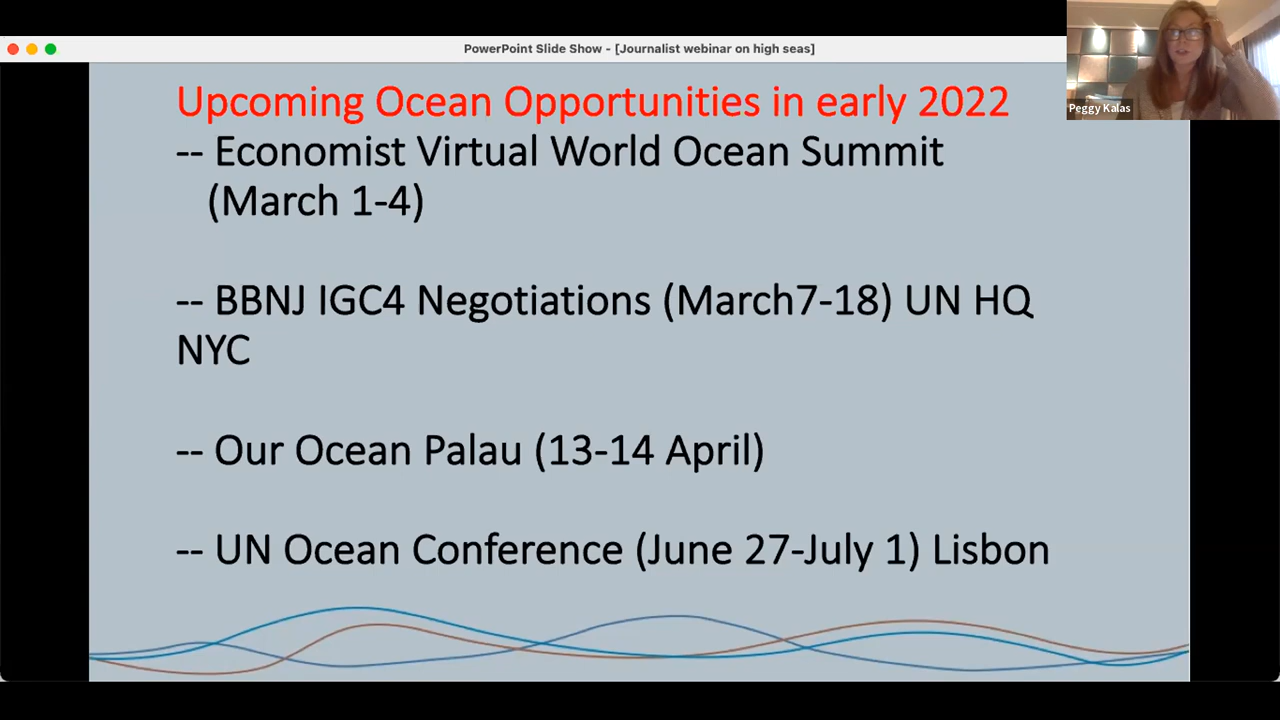 PowerPoint Slide Show - [Journalist webinar on high seas]
Peggy Kalas
Upcoming Ocean Opportunities in early 2022
-- Economist Virtual World Ocean Summit
(March 1-4)
-- BBNJ IGC4 Negotiations (March7-18) UN HQ
NYC
-- Our Ocean Palau (13-14 April)
-- UN Ocean Conference (June 27-July 1) Lisbon